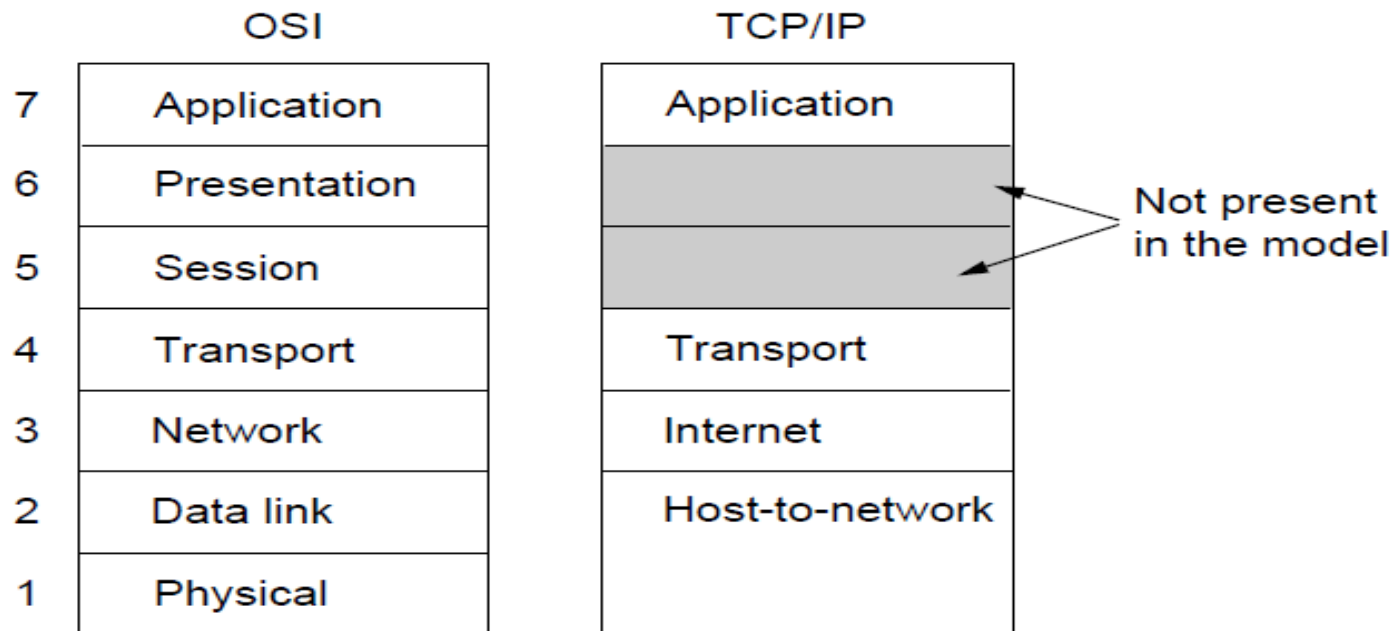 OSI TCP/IP
7 Application Application
6 Presentation
Not present
in the model
5 Session
4 Transport Transport
3 Network Internet
2 Data link Host-to-network
1 Physical